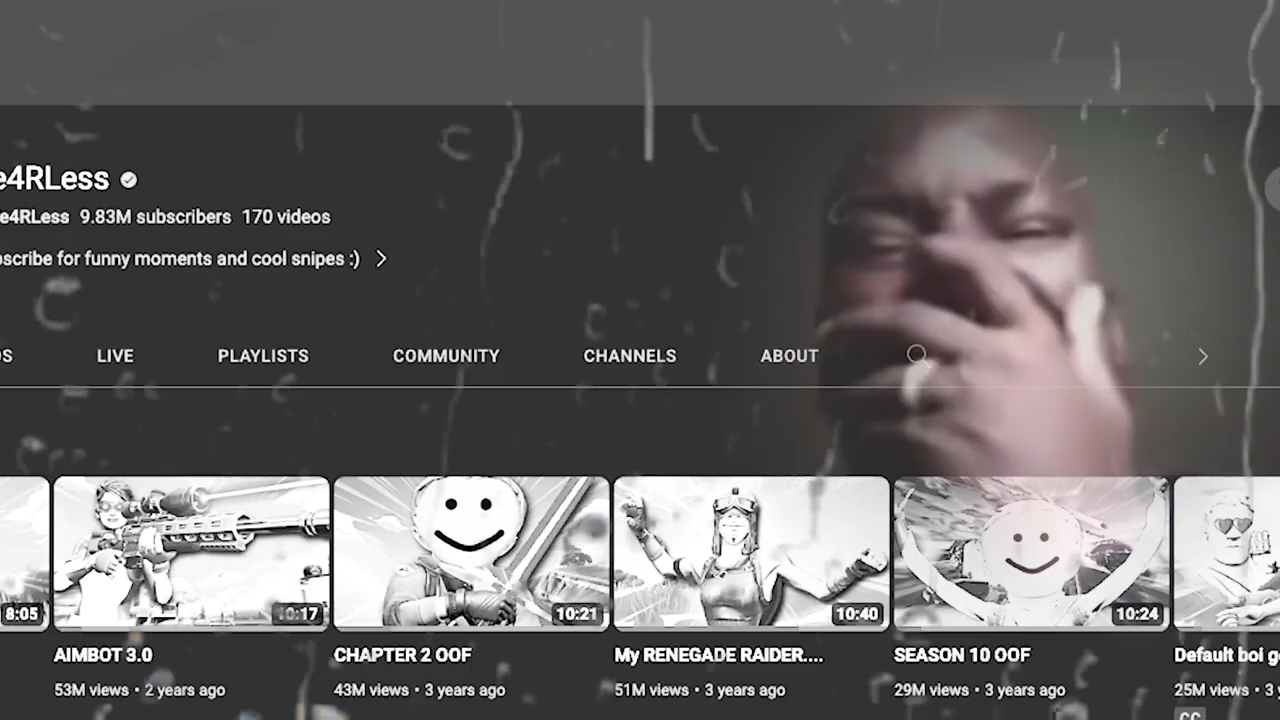 e4RLess
e4RLess 9.83M subscribers 170 videos
scribe for funny moments and cool snipes :)
LIVE PLAYLISTS COMMUNITY CHANNELS ABOUT
8:05 10:17 10:21 10:40 10:24
AIMBOT 3.0 CHAPTER 2 OOF My RENEGADE RAIDER.... SEASON 10 OOF Default boi
53M views • 2 years ago 43M views • 3 years ago 51M views • 3 years ago 29M views • 3 years ago 25M views • 3
CC